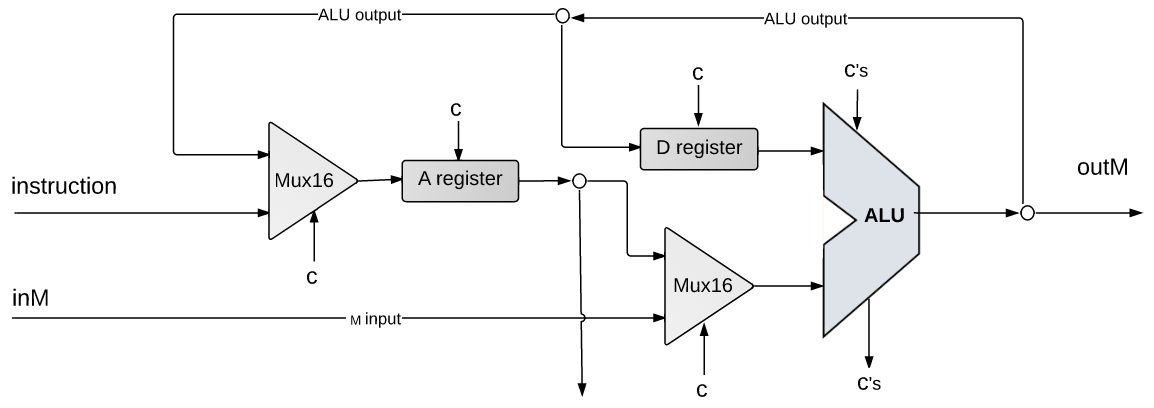 ALU output
ALU output
c's
c
c
D register
Mux16
A register
instruction
outM
ALU
c
Mux16
inM
M input
c
c's